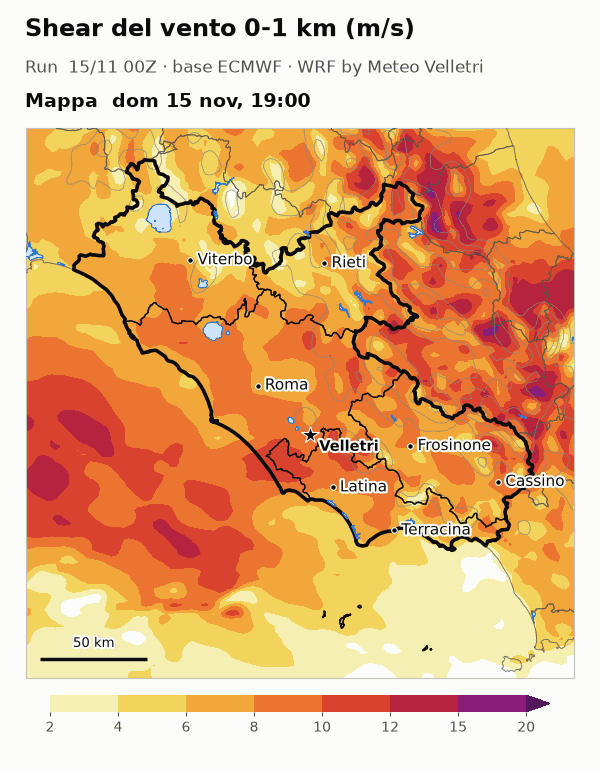 Shear del vento 0-1 km (m/s)
Run  15/11 00Z · base ECMWF · WRF by Meteo Velletri
Mappa  dom 15 nov, 19:00
Viterbo
Rieti
Roma
Velletri
Frosinone
Latina
Cassino
Terracina
50 km
2 4 6 8 10 12 15 20